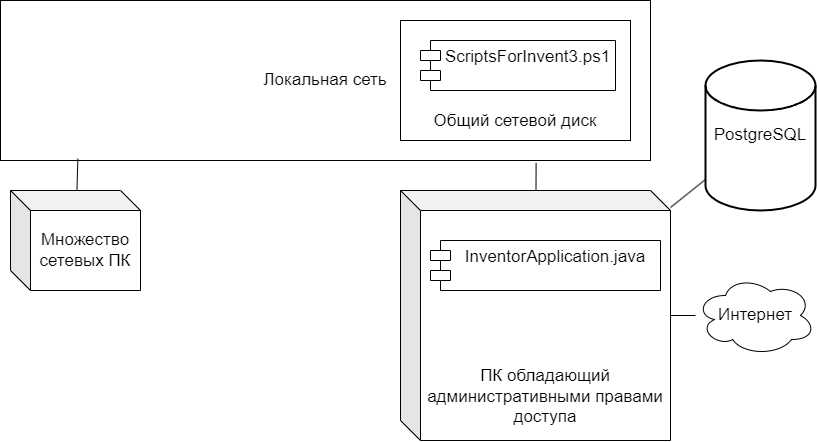 ScriptsForInvent3.ps1
Локальная сеть
Общий сетевой диск
PostgreSQL
Множество
сетевых ПК
InventorApplication.java
Интернет
ПК обладающий
административными правами
доступа